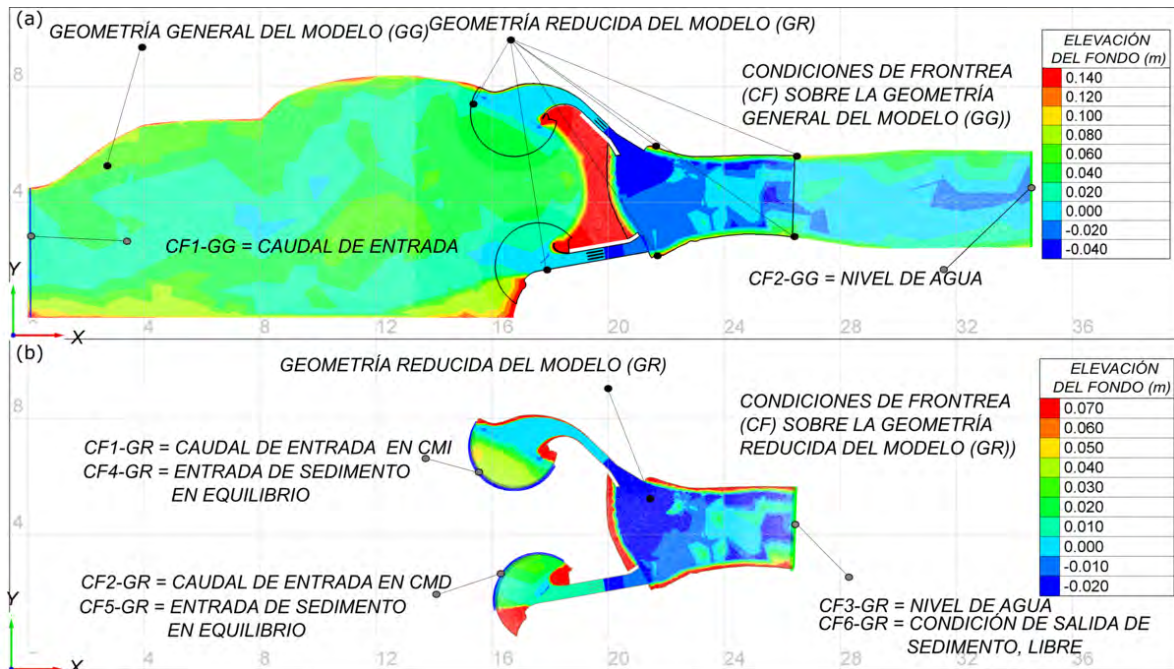 (a)
GEOMETRÍA GENERAL DEL MODELO (GG)
GEOMETRÍA REDUCIDA DEL MODELO (GR)
CONDICIONES DE FRONTREA
(CF) SOBRE LA GEOMETRÍA
GENERAL DEL MODELO (GG))
ELEVACIÓN
DEL FONDO (m)
0.140
0.120
0.100
0.080
0.060
0.040
0.020
0.000
-0.020
-0.040
8
4
CF1-GG = CAUDAL DE ENTRADA
CF2-GG = NIVEL DE AGUA
Y
X
4
8
12
16
20
24
28
32
36
(b)
GEOMETRÍA REDUCIDA DEL MODELO (GR)
CONDICIONES DE FRONTREA
(CF) SOBRE LA GEOMETRÍA
REDUCIDA DEL MODELO (GR))
ELEVACIÓN
DEL FONDO (m)
0.070
0.060
0.050
0.040
0.030
0.020
0.010
0.000
-0.010
-0.020
8
4
CF1-GR = CAUDAL DE ENTRADA EN CMI
CF4-GR = ENTRADA DE SEDIMENTO
EN EQUILIBRIO
CF2-GR = CAUDAL DE ENTRADA EN CMD
CF5-GR = ENTRADA DE SEDIMENTO
EN EQUILIBRIO
CF3-GR = NIVEL DE AGUA
CF6-GR = CONDICIÓN DE SALIDA DE
SEDIMENTO, LIBRE
Y
X
4
8
12
16
20
24
28
32
36